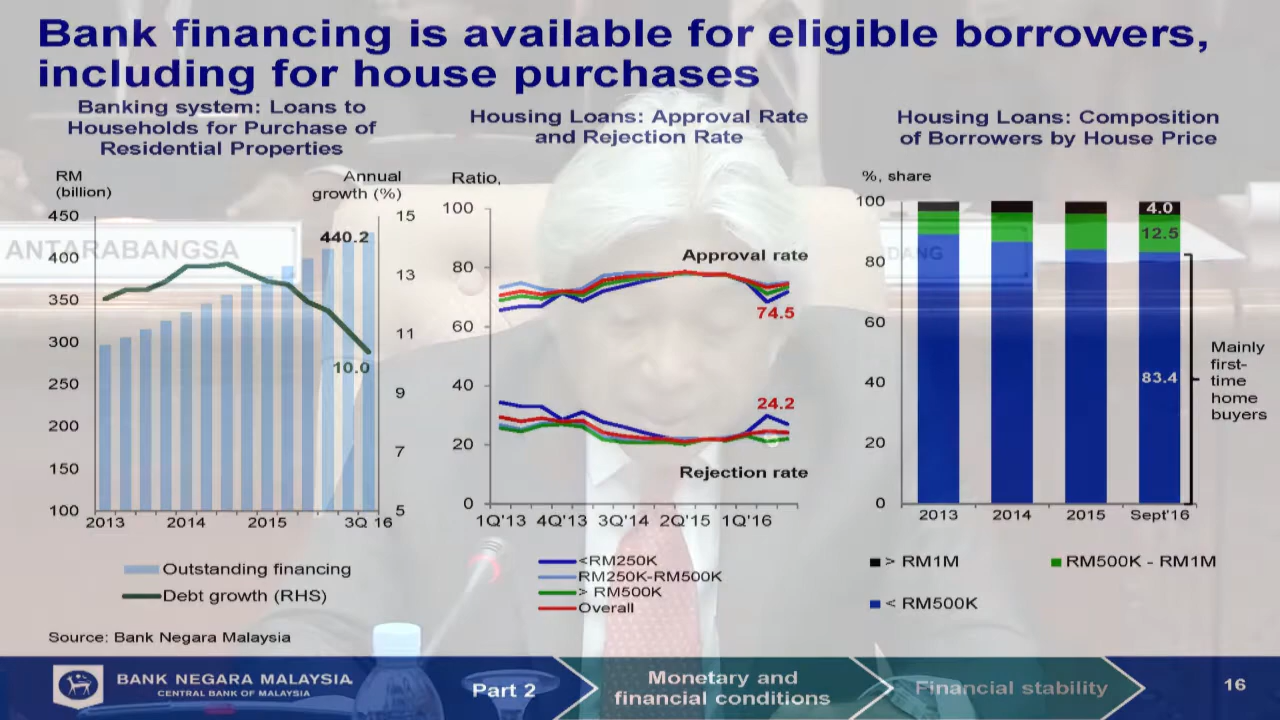 Bank financing is available for eligible borrowers,
including for house purchases
Banking system: Loans to
Households for Purchase of
Residential Properties
RM
(billion)
Annual
growth (%)
450
400
350
300
250
200
150
100
15
13
11
9
7
5
440.2
10.0
2013
2014
2015
3Q 16
Outstanding financing
Debt growth (RHS)
Source: Bank Negara Malaysia
Housing Loans: Approval Rate
and Rejection Rate
Ratio,
100
80
60
40
20
0
Approval rate
74.5
24.2
Rejection rate
1Q'13 4Q'13 3Q'14 2Q'15 1Q'16
<RM250K
RM250K-RM500K
> RM500K
Overall
Housing Loans: Composition
of Borrowers by House Price
%, share
100
80
60
40
20
0
4.0
12.5
83.4
Mainly
first-
time
home
buyers
2013
2014
2015
Sept'16
> RM1M
RM500K - RM1M
< RM500K
ANTARABANGSA
DANG
BANK NEGARA MALAYSIA
CENTRAL BANK OF MALAYSIA
Part 2
Monetary and
financial conditions
Financial stability
16